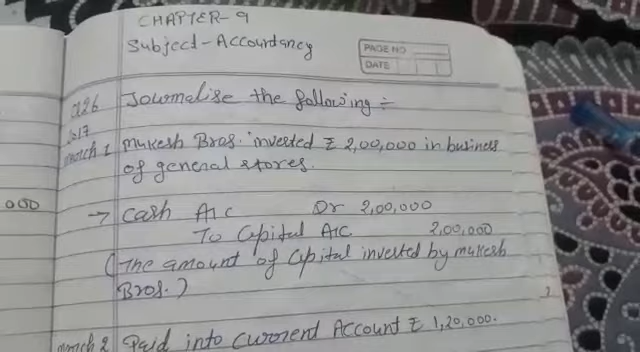 CHAPTER-9
Subject-Accountancy
PAGE NO
DATE
Q26 Journalise the following :-
2017
march 1 Mukesh Bros. invested ₹ 2,00,000 in business
of general stores.
000
→ Cash A/C Dr 2,00,000
To Capital A/C 2,00,000
(The amount of capital invested by mukesh
Bros.)
march 2 Paid into current Account ₹ 1,20,000.